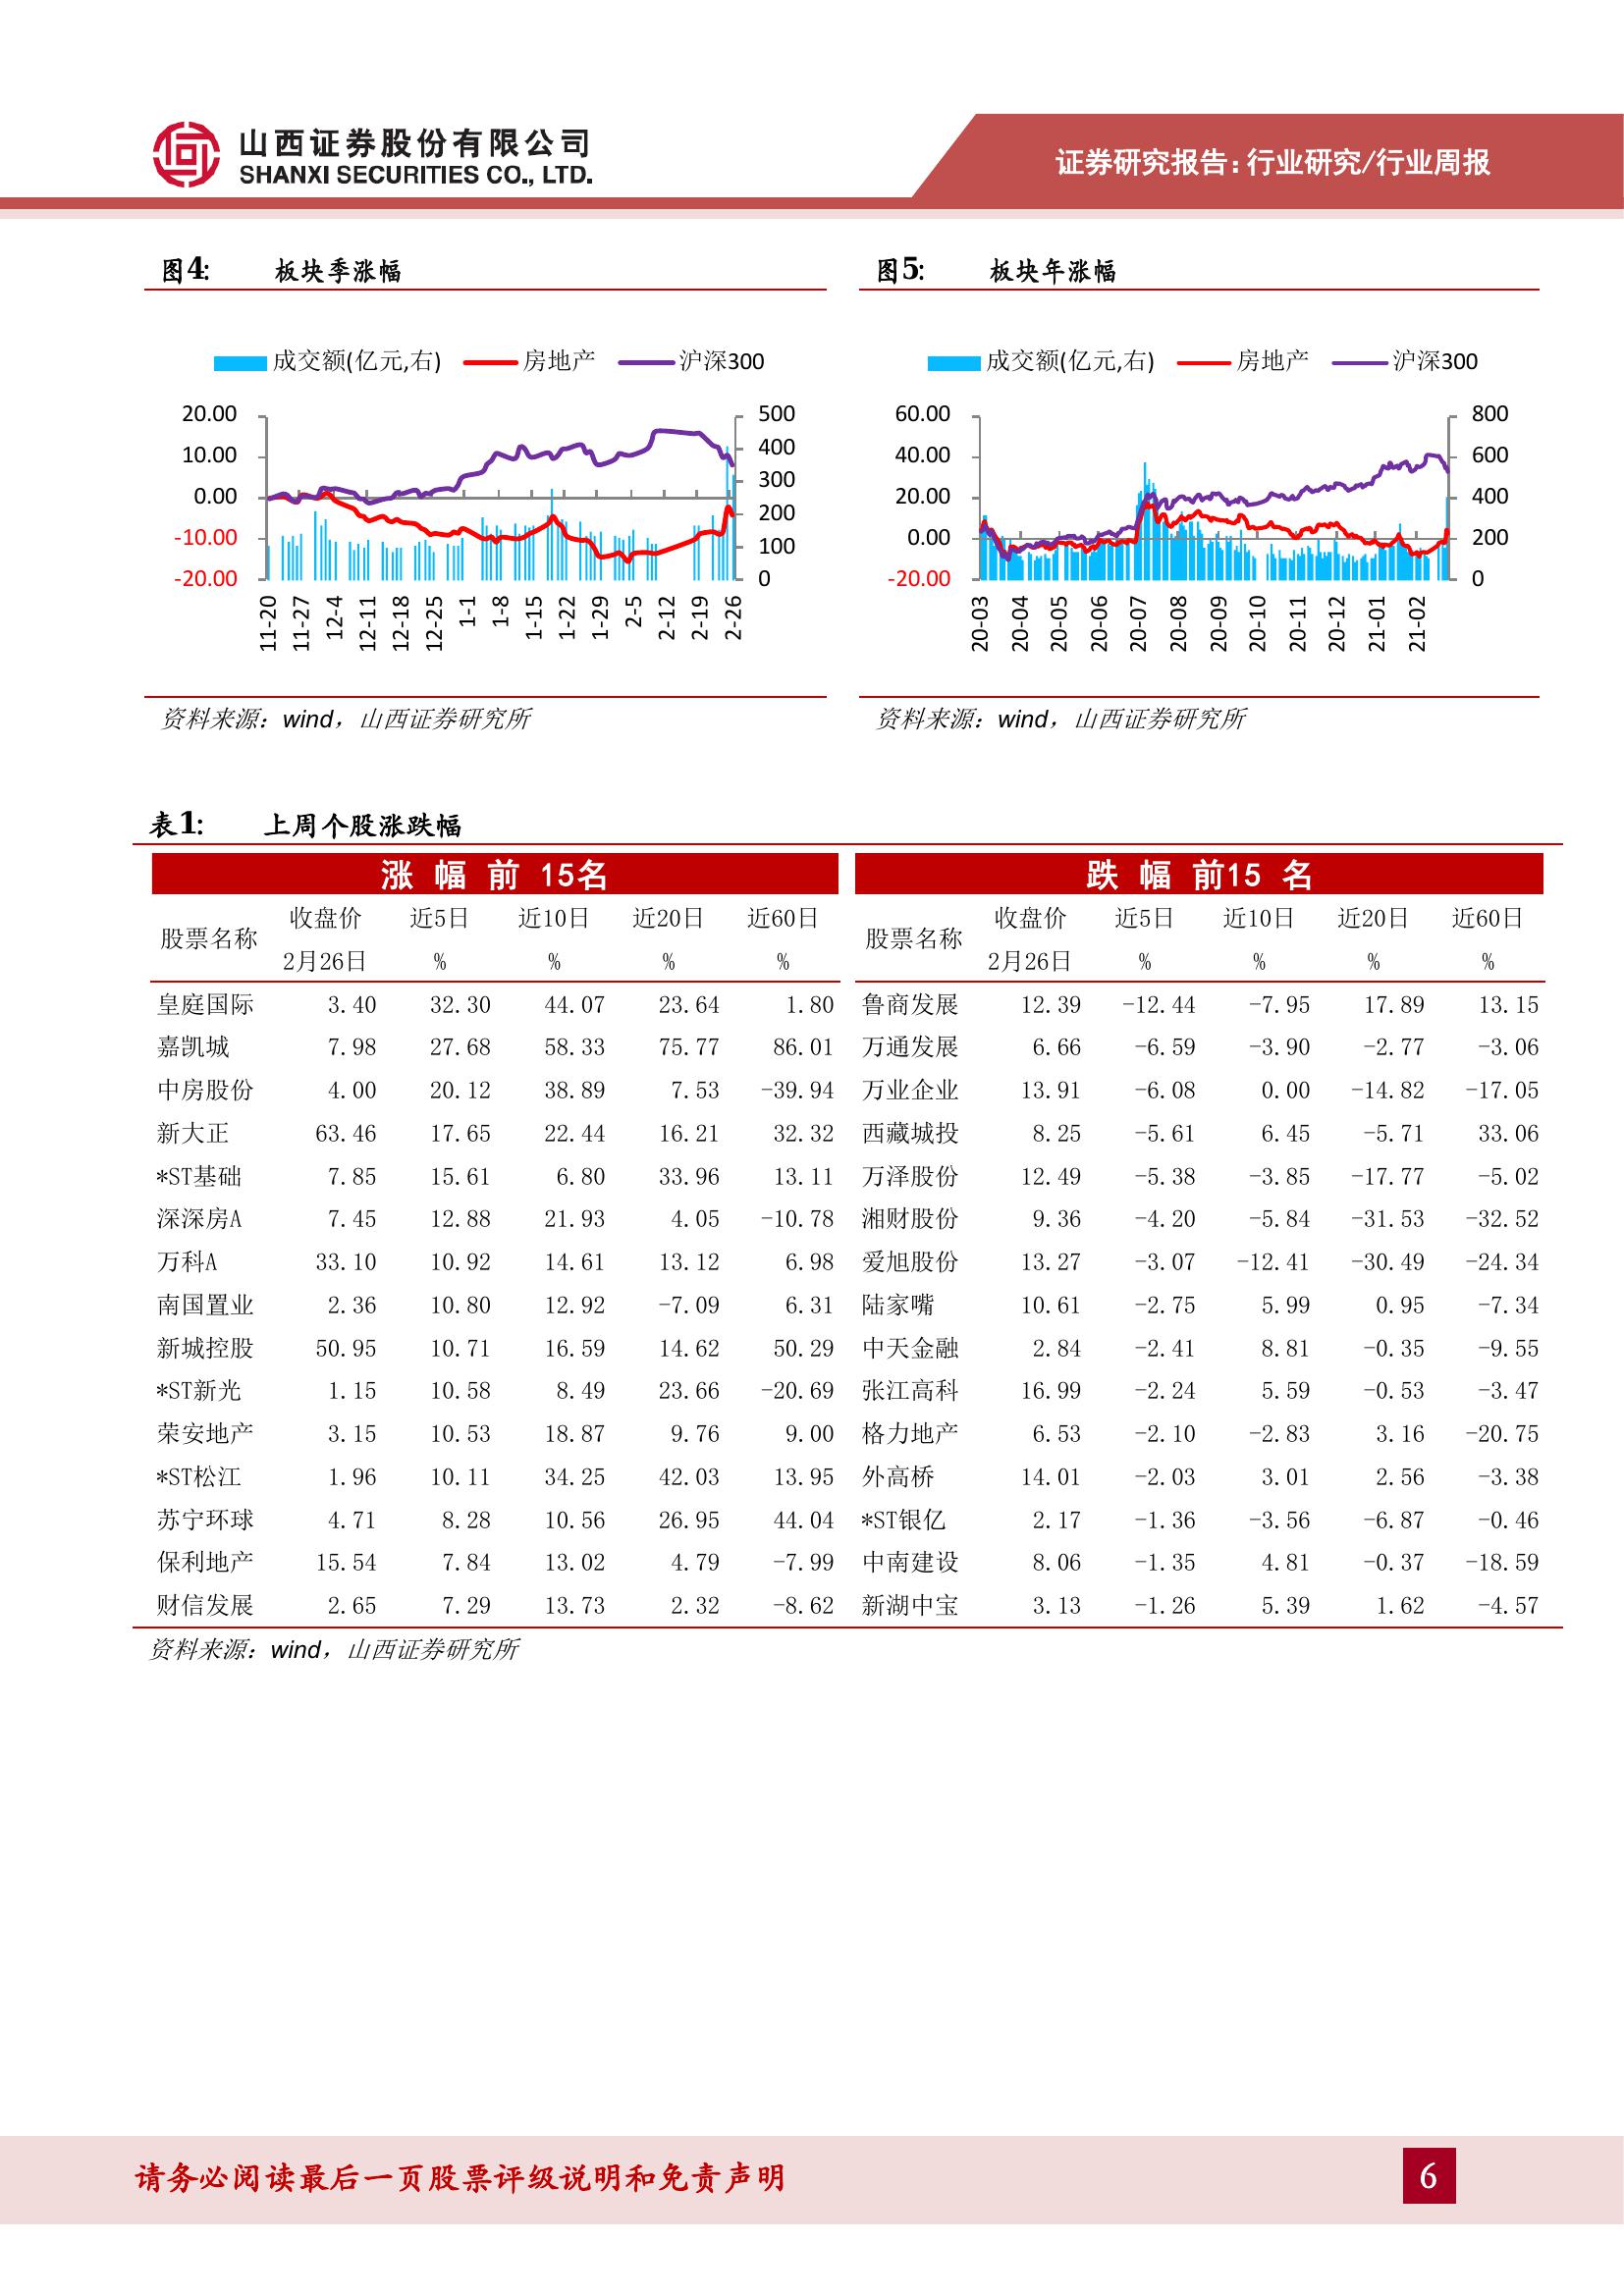 山西证券股份有限公司
SHANXI SECURITIES CO., LTD.
证券研究报告:行业研究/行业周报
图4: 板块季涨幅
成交额(亿元,右) 房地产 沪深300
20.00
10.00
0.00
-10.00
-20.00
500
400
300
200
100
0
11-20 11-27 12-4 12-11 12-18 12-25 1-1 1-8 1-15 1-22 1-29 2-5 2-12 2-19 2-26
资料来源：wind，山西证券研究所
图5: 板块年涨幅
成交额(亿元,右) 房地产 沪深300
60.00
40.00
20.00
0.00
-20.00
800
600
400
200
0
20-03 20-04 20-05 20-06 20-07 20-08 20-09 20-10 20-11 20-12 21-01 21-02
资料来源：wind，山西证券研究所
表1: 上周个股涨跌幅
涨 幅 前 15名 跌 幅 前15 名
股票名称 收盘价 近5日 近10日 近20日 近60日 股票名称 收盘价 近5日 近10日 近20日 近60日
2月26日 % % % % 2月26日 % % % %
皇庭国际 3.40 32.30 44.07 23.64 1.80 鲁商发展 12.39 -12.44 -7.95 17.89 13.15
嘉凯城 7.98 27.68 58.33 75.77 86.01 万通发展 6.66 -6.59 -3.90 -2.77 -3.06
中房股份 4.00 20.12 38.89 7.53 -39.94 万业企业 13.91 -6.08 0.00 -14.82 -17.05
新大正 63.46 17.65 22.44 16.21 32.32 西藏城投 8.25 -5.61 6.45 -5.71 33.06
*ST基础 7.85 15.61 6.80 33.96 13.11 万泽股份 12.49 -5.38 -3.85 -17.77 -5.02
深深房A 7.45 12.88 21.93 4.05 -10.78 湘财股份 9.36 -4.20 -5.84 -31.53 -32.52
万科A 33.10 10.92 14.61 13.12 6.98 爱旭股份 13.27 -3.07 -12.41 -30.49 -24.34
南国置业 2.36 10.80 12.92 -7.09 6.31 陆家嘴 10.61 -2.75 5.99 0.95 -7.34
新城控股 50.95 10.71 16.59 14.62 50.29 中天金融 2.84 -2.41 8.81 -0.35 -9.55
*ST新光 1.15 10.58 8.49 23.66 -20.69 张江高科 16.99 -2.24 5.59 -0.53 -3.47
荣安地产 3.15 10.53 18.87 9.76 9.00 格力地产 6.53 -2.10 -2.83 3.16 -20.75
*ST松江 1.96 10.11 34.25 42.03 13.95 外高桥 14.01 -2.03 3.01 2.56 -3.38
苏宁环球 4.71 8.28 10.56 26.95 44.04 *ST银亿 2.17 -1.36 -3.56 -6.87 -0.46
保利地产 15.54 7.84 13.02 4.79 -7.99 中南建设 8.06 -1.35 4.81 -0.37 -18.59
财信发展 2.65 7.29 13.73 2.32 -8.62 新湖中宝 3.13 -1.26 5.39 1.62 -4.57
资料来源：wind，山西证券研究所
请务必阅读最后一页股票评级说明和免责声明
6